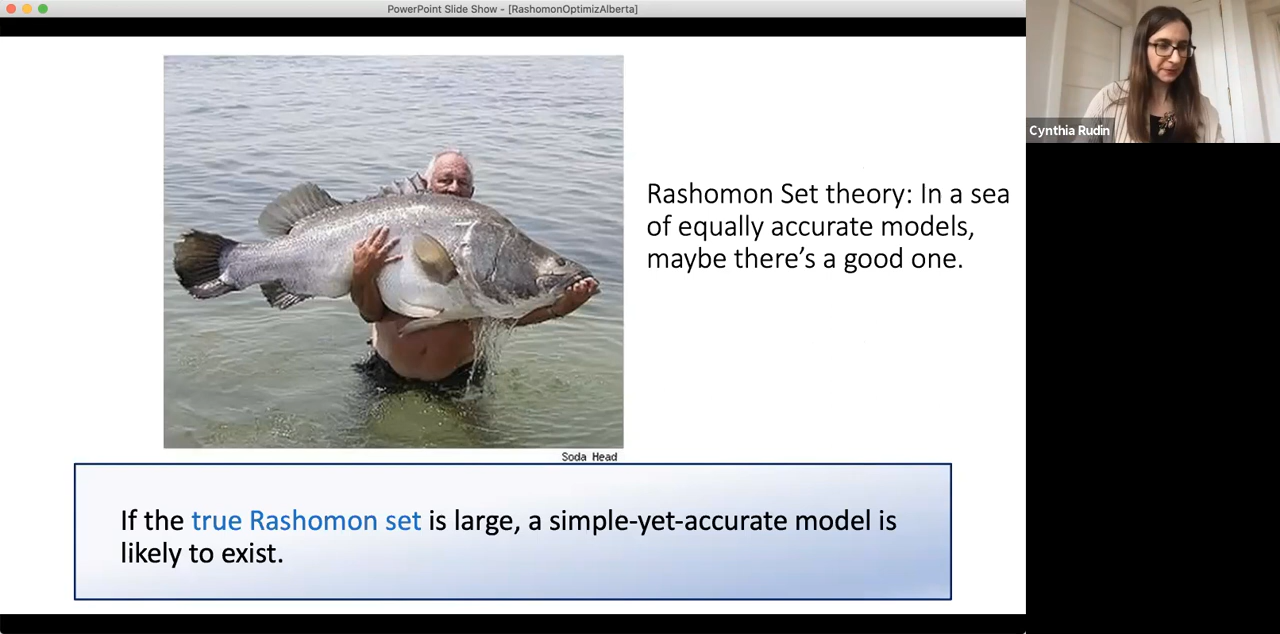 PowerPoint Slide Show - [RashomonOptimizAlberta]
Cynthia Rudin
Rashomon Set theory: In a sea
of equally accurate models,
maybe there’s a good one.
Soda Head
If the true Rashomon set is large, a simple-yet-accurate model is
likely to exist.